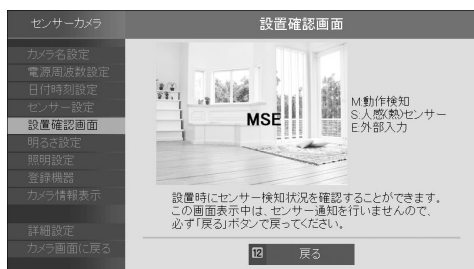 センサーカメラ
設置確認画面
カメラ名設定
電源周波数設定
日付時刻設定
センサー設定
設置確認画面
明るさ設定
照明設定
登録機器
カメラ情報表示
詳細設定
カメラ画面に戻る
MSE
M:動作検知
S:人感(熱)センサー
E:外部入力
設置時にセンサー検知状況を確認することができます。
この画面表示中は、センサー通知を行いませんので、
必ず「戻る」ボタンで戻ってください。
12 戻る